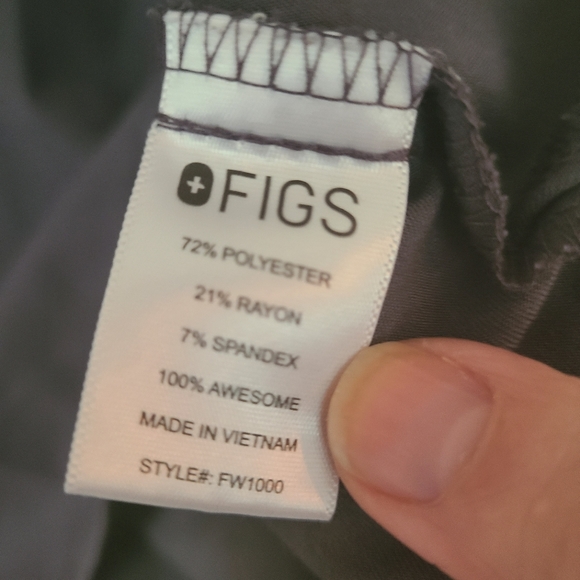 FIGS
72% POLYESTER
21% RAYON
7% SPANDEX
100% AWESOME
MADE IN VIETNAM
STYLE#: FW1000